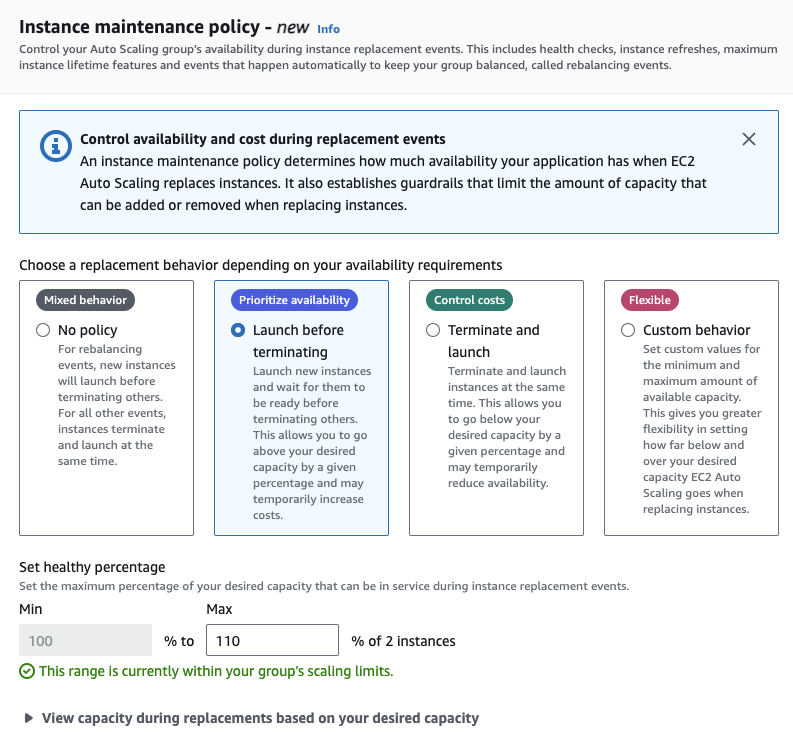 Instance maintenance policy - new Info
Control your Auto Scaling group's availability during instance replacement events. This includes health checks, instance refreshes, maximum
instance lifetime features and events that happen automatically to keep your group balanced, called rebalancing events.
Control availability and cost during replacement events
An instance maintenance policy determines how much availability your application has when EC2
Auto Scaling replaces instances. It also establishes guardrails that limit the amount of capacity that
can be added or removed when replacing instances.
Choose a replacement behavior depending on your availability requirements
Mixed behavior
No policy
For rebalancing
events, new instances
will launch before
terminating others.
For all other events,
instances terminate
and launch at the
same time.
Prioritize availability
Launch before
terminating
Launch new instances
and wait for them to
be ready before
terminating others.
This allows you to go
above your desired
capacity by a given
percentage and may
temporarily increase
costs.
Control costs
Terminate and
launch
Terminate and launch
instances at the same
time. This allows you
to go below your
desired capacity by a
given percentage and
may temporarily
reduce availability.
Flexible
Custom behavior
Set custom values for
the minimum and
maximum amount of
available capacity.
This gives you greater
flexibility in setting
how far below and
over your desired
capacity EC2 Auto
Scaling goes when
replacing instances.
Set healthy percentage
Set the maximum percentage of your desired capacity that can be in service during instance replacement events.
Min Max
100 % to 110 % of 2 instances
This range is currently within your group's scaling limits.
View capacity during replacements based on your desired capacity